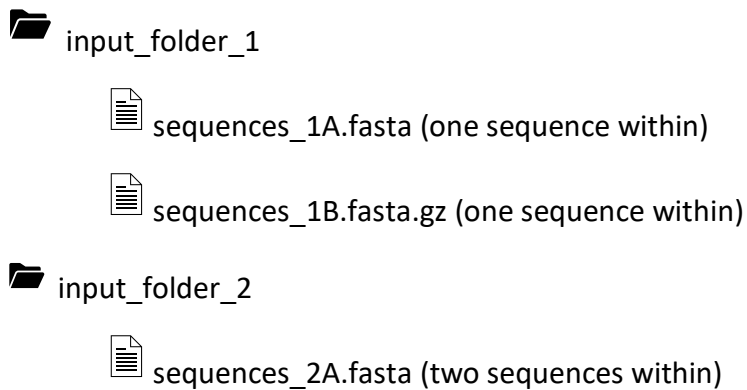 input_folder_1
sequences_1A.fasta (one sequence within)
sequences_1B.fasta.gz (one sequence within)
input_folder_2
sequences_2A.fasta (two sequences within)